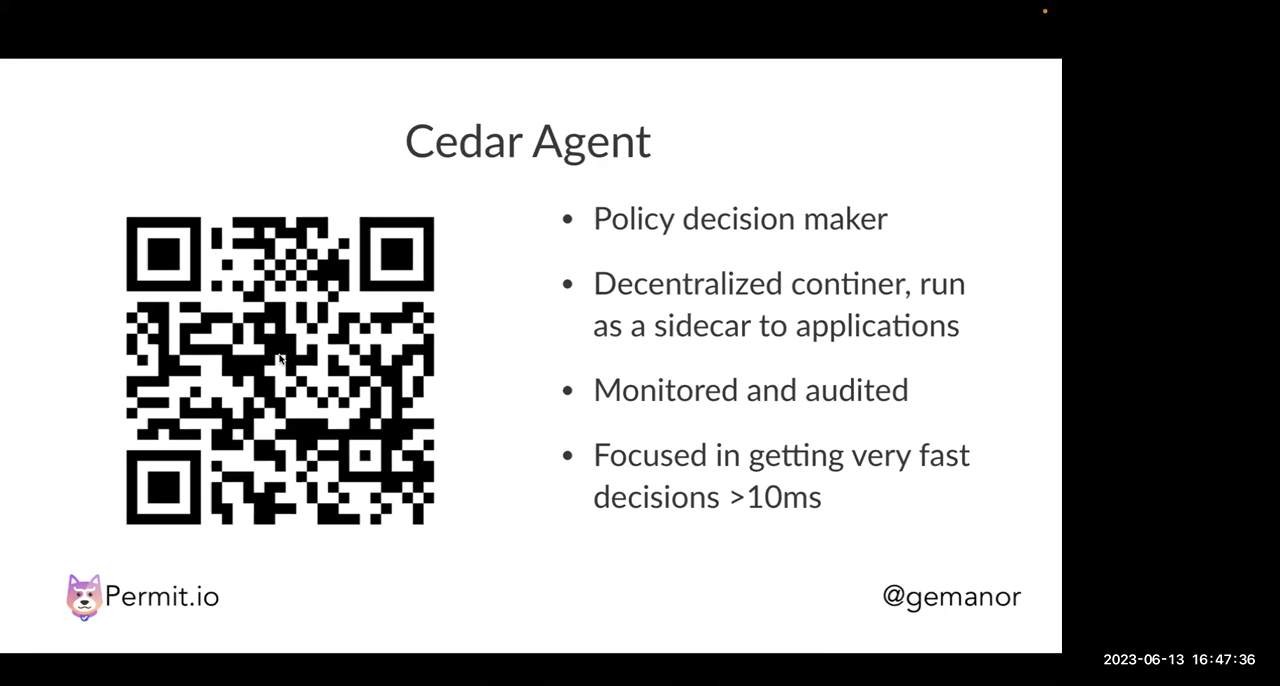 Cedar Agent
• Policy decision maker
• Decentralized continer, run
as a sidecar to applications
• Monitored and audited
• Focused in getting very fast
decisions >10ms
Permit.io
@gemanor
2023-06-13 16:47:36